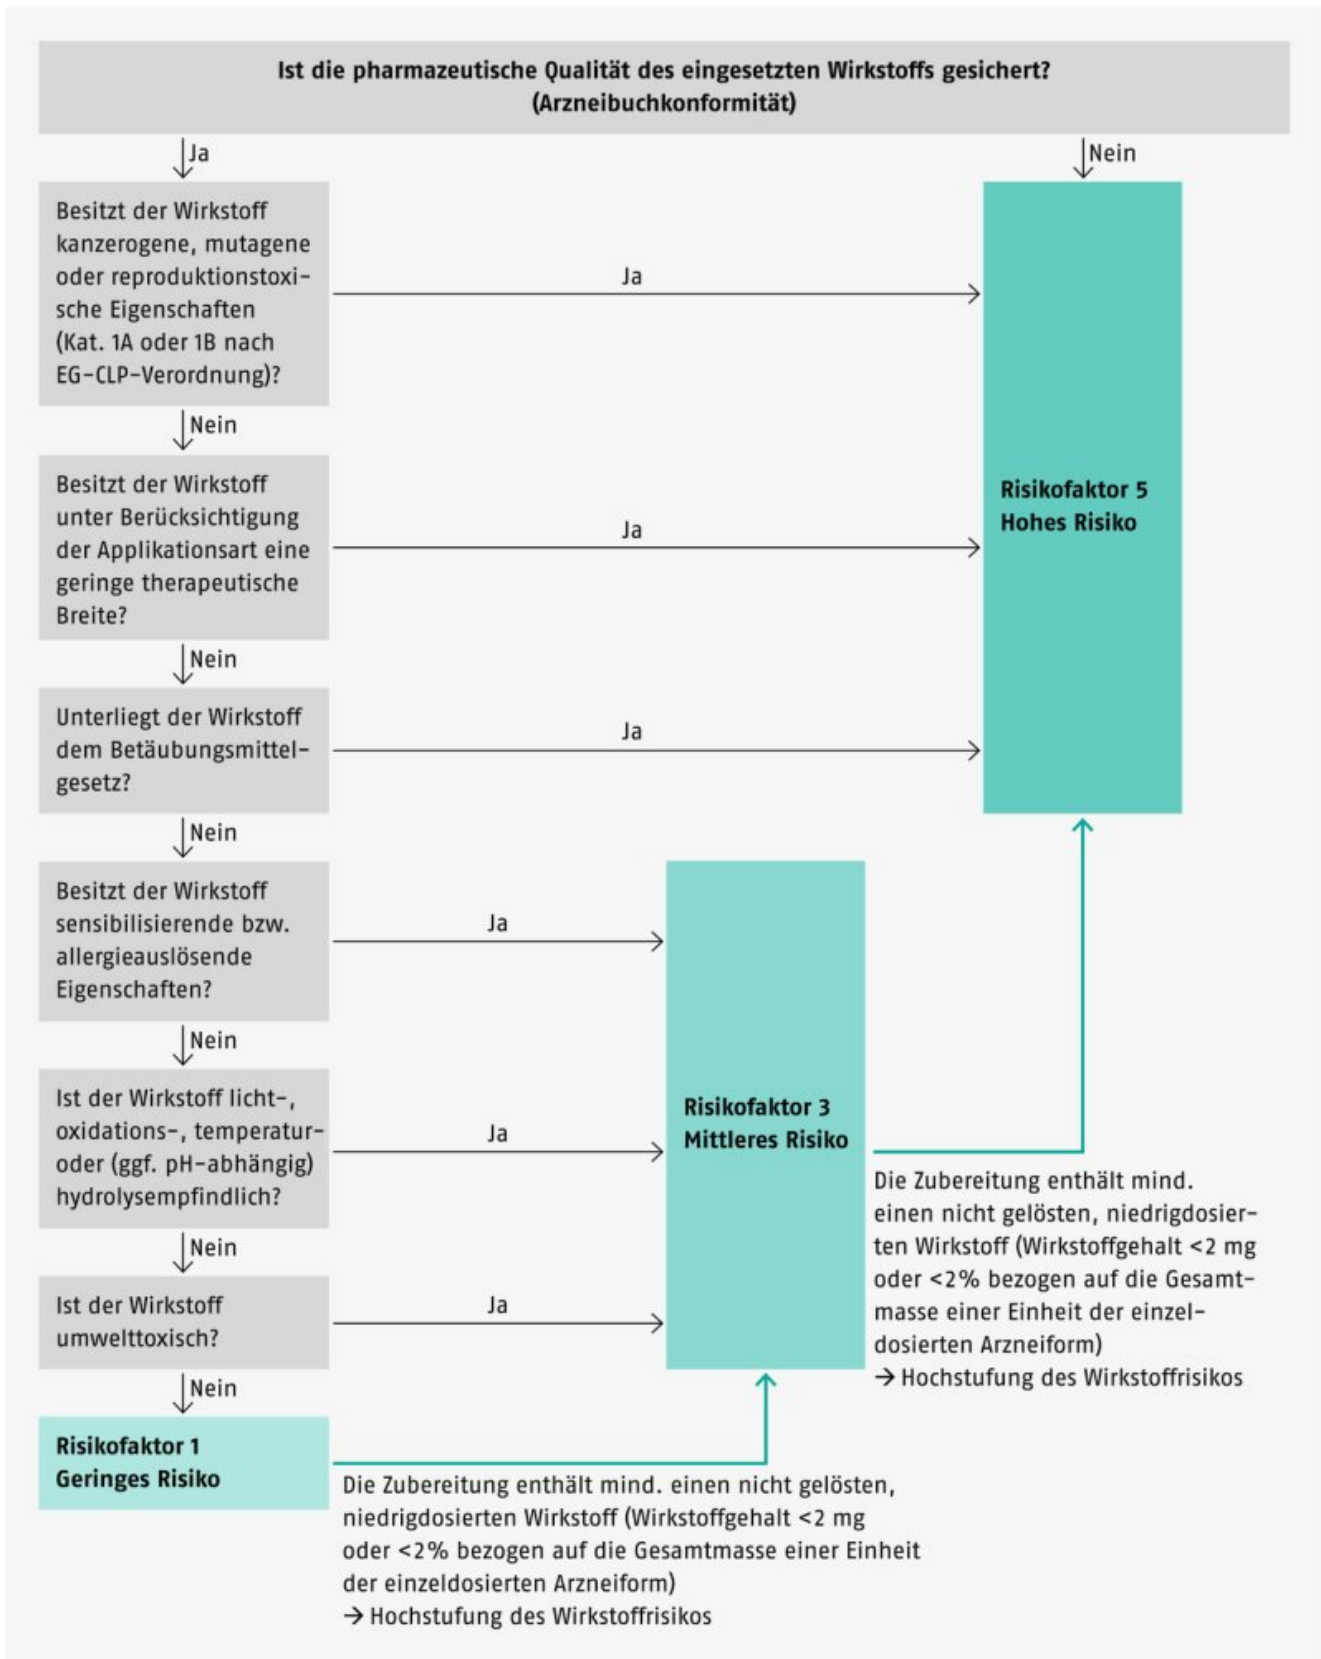 Ist die pharmazeutische Qualität des eingesetzten Wirkstoffs gesichert?
(Arzneibuchkonformität)
Ja
Nein
Besitzt der Wirkstoff
kanzerogene, mutagene
oder reproduktionstoxi-
sche Eigenschaften
(Kat. 1A oder 1B nach
EG-CLP-Verordnung)?
Ja
Nein
Besitzt der Wirkstoff
unter Berücksichtigung
der Applikationsart eine
geringe therapeutische
Breite?
Ja
Risikofaktor 5
Hohes Risiko
Nein
Unterliegt der Wirkstoff
dem Betäubungsmittel-
gesetz?
Ja
Nein
Besitzt der Wirkstoff
sensibilisierende bzw.
allergieauslösende
Eigenschaften?
Ja
Nein
Ist der Wirkstoff licht-,
oxidations-, temperatur-
oder (ggf. pH-abhängig)
hydrolysempfindlich?
Ja
Risikofaktor 3
Mittleres Risiko
Die Zubereitung enthält mind.
einen nicht gelösten, niedrigdosier-
ten Wirkstoff (Wirkstoffgehalt <2 mg
oder <2% bezogen auf die Gesamt-
masse einer Einheit der einzel-
dosierten Arzneiform)
→ Hochstufung des Wirkstoffrisikos
Nein
Ist der Wirkstoff
umwelttoxisch?
Ja
Nein
Risikofaktor 1
Geringes Risiko
Die Zubereitung enthält mind. einen nicht gelösten,
niedrigdosierten Wirkstoff (Wirkstoffgehalt <2 mg
oder <2% bezogen auf die Gesamtmasse einer Einheit
der einzeldosierten Arzneiform)
→ Hochstufung des Wirkstoffrisikos